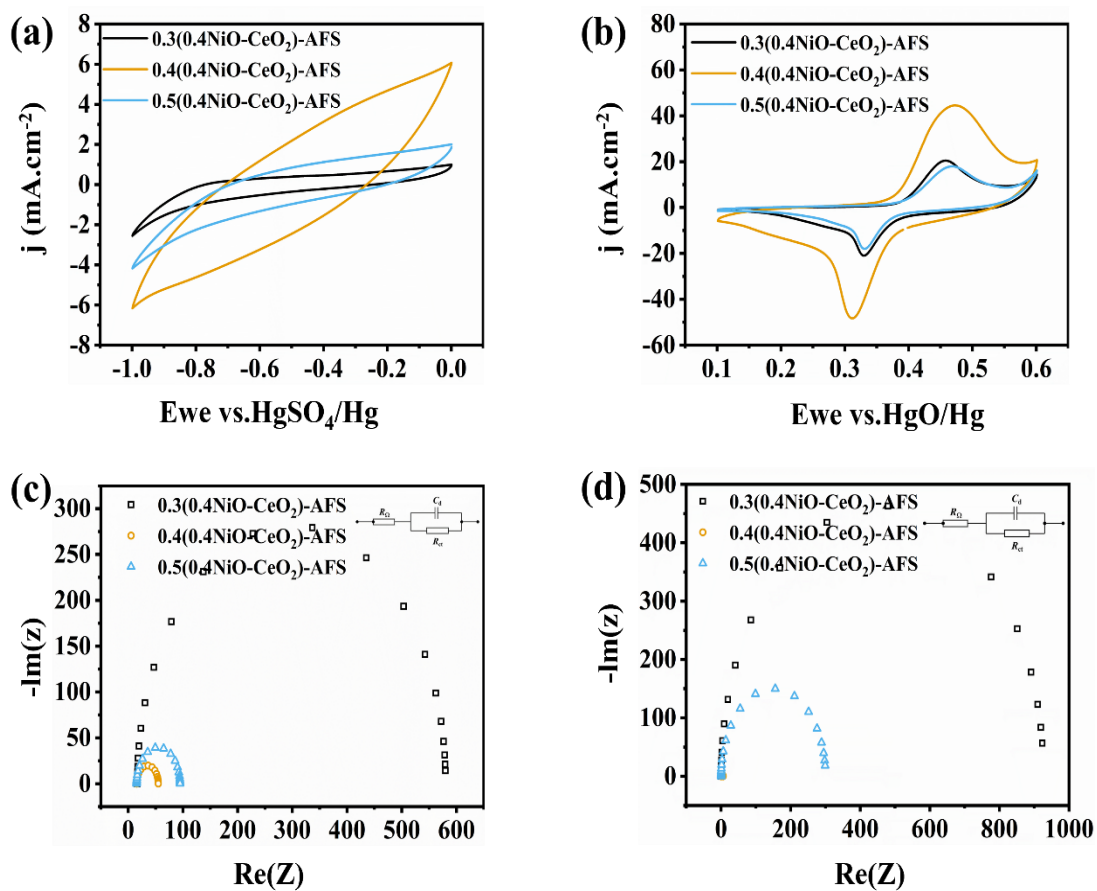 (a)
0.3(0.4NiO-CeO₂)-AFS
0.4(0.4NiO-CeO₂)-AFS
0.5(0.4NiO-CeO₂)-AFS
8
6
4
2
0
-2
-4
-6
-8
j (mA.cm⁻²)
-1.0 -0.8 -0.6 -0.4 -0.2 0.0
Ewe vs.HgSO₄/Hg
(b)
0.3(0.4NiO-CeO₂)-AFS
0.4(0.4NiO-CeO₂)-AFS
0.5(0.4NiO-CeO₂)-AFS
80
60
40
20
0
-20
-40
-60
j (mA.cm⁻²)
0.1 0.2 0.3 0.4 0.5 0.6
Ewe vs.HgO/Hg
(c)
0.3(0.4NiO-CeO₂)-AFS
0.4(0.4NiO-CeO₂)-AFS
0.5(0.4NiO-CeO₂)-AFS
R_Ω
C_d
R_ct
300
250
200
150
100
50
0
-Im(z)
0 100 200 300 400 500 600
Re(Z)
(d)
0.3(0.4NiO-CeO₂)-AFS
0.4(0.4NiO-CeO₂)-AFS
0.5(0.4NiO-CeO₂)-AFS
R_Ω
C_d
R_ct
500
400
300
200
100
0
-Im(z)
0 200 400 600 800 1000
Re(Z)